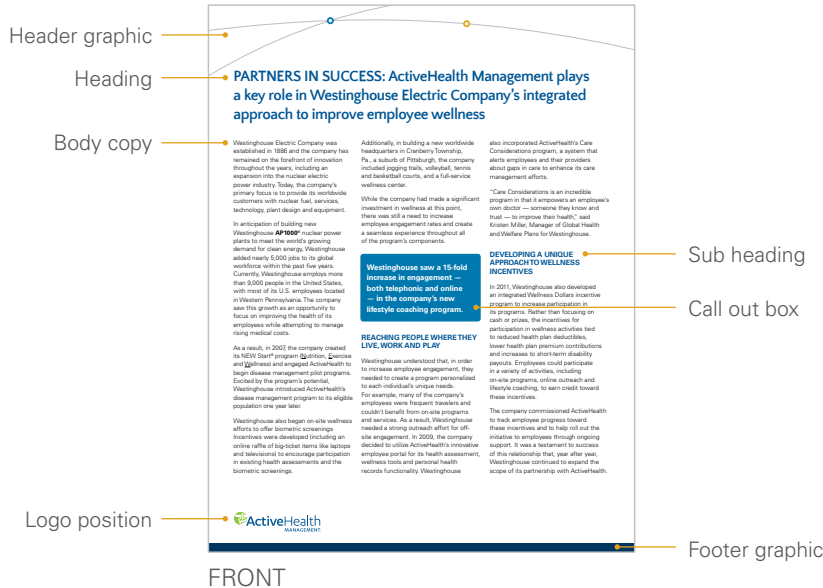 Header graphic
Heading
Body copy
Logo position
PARTNERS IN SUCCESS: ActiveHealth Management plays
a key role in Westinghouse Electric Company’s integrated
approach to improve employee wellness
Westinghouse Electric Company was
established in 1886 and the company has
remained on the forefront of innovation
throughout the years, including an
expansion into the nuclear electric
power industry. Today, the company’s
primary focus is to provide its worldwide
customers with nuclear fuel, services,
technology, plant design and equipment.
In anticipation of building new
Westinghouse AP1000® nuclear power
plants to meet the world’s growing
demand for clean energy, Westinghouse
added nearly 5,000 jobs to its global
workforce within the past five years.
Currently, Westinghouse employs more
than 9,000 people in the United States,
with most of its U.S. employees located
in Western Pennsylvania. The company
saw this growth as an opportunity to
focus on improving the health of its
employees while attempting to manage
rising medical costs.
As a result, in 2007, the company created
its NEW Start® program (Nutrition, Exercise
and Wellness) and engaged ActiveHealth to
begin disease management pilot programs.
Excited by the program’s potential,
Westinghouse introduced ActiveHealth’s
disease management program to its eligible
population one year later.
Westinghouse also began on-site wellness
efforts to offer biometric screenings
Incentives were developed (including an
online raffle of big-ticket items like laptops
and televisions) to encourage participation
in existing health assessments and the
biometric screenings.
Additionally, in building a new worldwide
headquarters in Cranberry Township,
Pa., a suburb of Pittsburgh, the company
included jogging trails, volleyball, tennis
and basketball courts, and a full-service
wellness center.
While the company had made a significant
investment in wellness at this point,
there was still a need to increase
employee engagement rates and create
a seamless experience throughout all
of the program’s components.
Westinghouse saw a 15-fold
increase in engagement —
both telephonic and online
— in the company’s new
lifestyle coaching program.
REACHING PEOPLE WHERE THEY
LIVE, WORK AND PLAY
Westinghouse understood that, in order
to increase employee engagement, they
needed to create a program personalized
to each individual’s unique needs.
For example, many of the company’s
employees were frequent travelers and
couldn’t benefit from on-site programs
and services. As a result, Westinghouse
needed a strong outreach effort for off-
site engagement. In 2009, the company
decided to utilize ActiveHealth’s innovative
employee portal for its health assessment,
wellness tools and personal health
records functionality. Westinghouse
also incorporated ActiveHealth’s Care
Considerations program, a system that
alerts employees and their providers
about gaps in care to enhance its care
management efforts.
“Care Considerations is an incredible
program in that it empowers an employee’s
own doctor — someone they know and
trust — to improve their health,” said
Kristen Miller, Manager of Global Health
and Welfare Plans for Westinghouse.
DEVELOPING A UNIQUE
APPROACH TO WELLNESS
INCENTIVES
In 2011, Westinghouse also developed
an integrated Wellness Dollars incentive
program to increase participation in
its programs. Rather than focusing on
cash or prizes, the incentives for
participation in wellness activities tied
to reduced health plan deductibles,
lower health plan premium contributions
and increases to short-term disability
payouts. Employees could participate
in a variety of activities, including
on-site programs, online outreach and
lifestyle coaching, to earn credit toward
these incentives.
The company commissioned ActiveHealth
to track employee progress toward
these incentives and to help roll out the
initiative to employees through ongoing
support. It was a testament to success
of this relationship that, year after year,
Westinghouse continued to expand the
scope of its partnership with ActiveHealth.
ActiveHealth
MANAGEMENT
Sub heading
Call out box
Footer graphic
FRONT